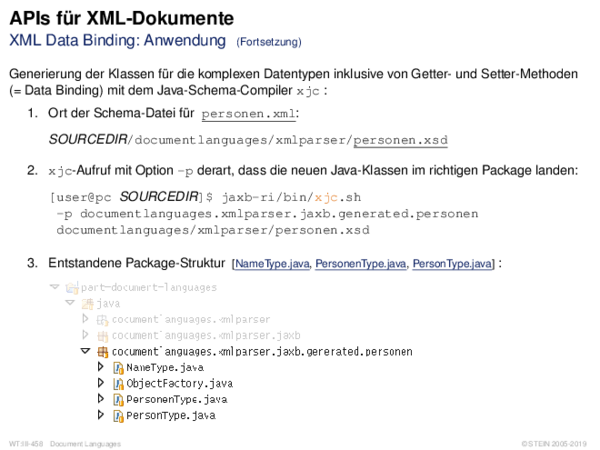 APIs für XML-Dokumente
XML Data Binding: Anwendung (Fortsetzung)
Generierung der Klassen für die komplexen Datentypen inklusive von Getter- und Setter-Methoden
(= Data Binding) mit dem Java-Schema-Compiler xjc :
1. Ort der Schema-Datei für personen.xml:
SOURCEDIR/documentlanguages/xmlparser/personen.xsd
2. xjc-Aufruf mit Option -p derart, dass die neuen Java-Klassen im richtigen Package landen:
[user@pc SOURCEDIR]$ jaxb-ri/bin/xjc.sh
-p documentlanguages.xmlparser.jaxb.generated.personen
documentlanguages/xmlparser/personen.xsd
3. Entstandene Package-Struktur [NameType.java, PersonenType.java, PersonType.java] :
part-document-languages
java
documentlanguages.xmlparser
documentlanguages.xmlparser.jaxb
documentlanguages.xmlparser.jaxb.generated.personen
NameType.java
ObjectFactory.java
PersonenType.java
PersonType.java
WT:III-458 Document Languages
© STEIN 2005-2019